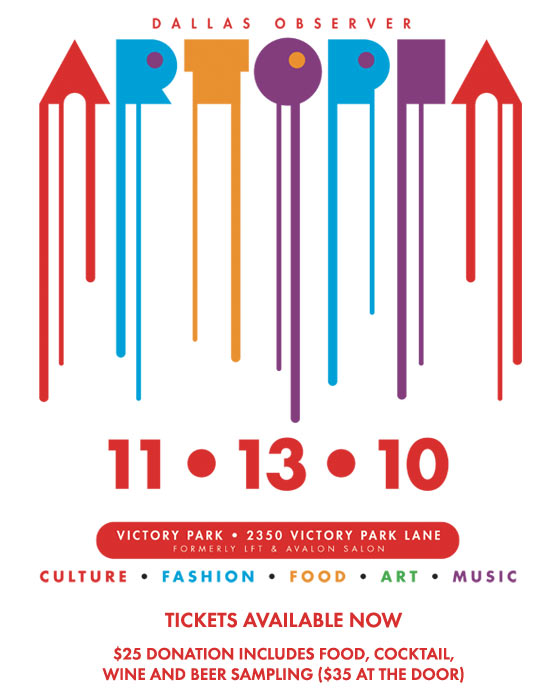 DALLAS OBSERVER
ARTOPIA
11 • 13 • 10
VICTORY PARK • 2350 VICTORY PARK LANE
FORMERLY LFT & AVALON SALON
CULTURE • FASHION • FOOD • ART • MUSIC
TICKETS AVAILABLE NOW
$25 DONATION INCLUDES FOOD, COCKTAIL,
WINE AND BEER SAMPLING ($35 AT THE DOOR)